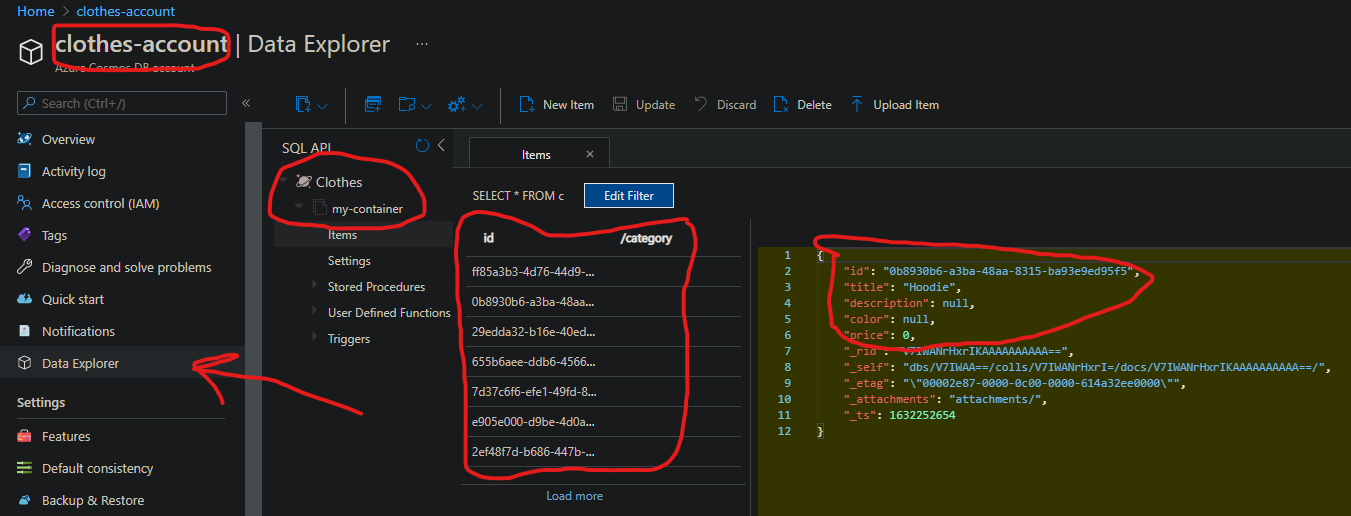 Home > clothes-account
clothes-account | Data Explorer ...
Azure Cosmos DB account
Search (Ctrl+/)
«
Overview
Activity log
Access control (IAM)
Tags
Diagnose and solve problems
Quick start
Notifications
Data Explorer
Settings
Features
Default consistency
Backup & Restore
New Item
Update
Discard
Delete
Upload Item
SQL API
Clothes
my-container
Items
Settings
Stored Procedures
User Defined Functions
Triggers
Items ×
SELECT * FROM c
Edit Filter
id /category
ff85a3b3-4d76-44d9-...
0b8930b6-a3ba-48aa...
29edda32-b16e-40ed...
655b6aee-ddb6-4566...
7d37c6f6-efe1-49fd-8...
e905e000-d9be-4d0a...
2ef48f7d-b686-447b-...
Load more
1 {
2 "id": "0b8930b6-a3ba-48aa-8315-ba93e9ed95f5",
3 "title": "Hoodie",
4 "description": null,
5 "color": null,
6 "price": 0,
7 "_rid": "V7IWANrHxrIKAAAAAAAAAA==",
8 "_self": "dbs/V7IWAA==/colls/V7IWANrHxrI=/docs/V7IWANrHxrIKAAAAAAAAAA==/",
9 "_etag": "\"00002e87-0000-0c00-0000-614a32ee0000\"",
10 "_attachments": "attachments/",
11 "_ts": 1632252654
12 }